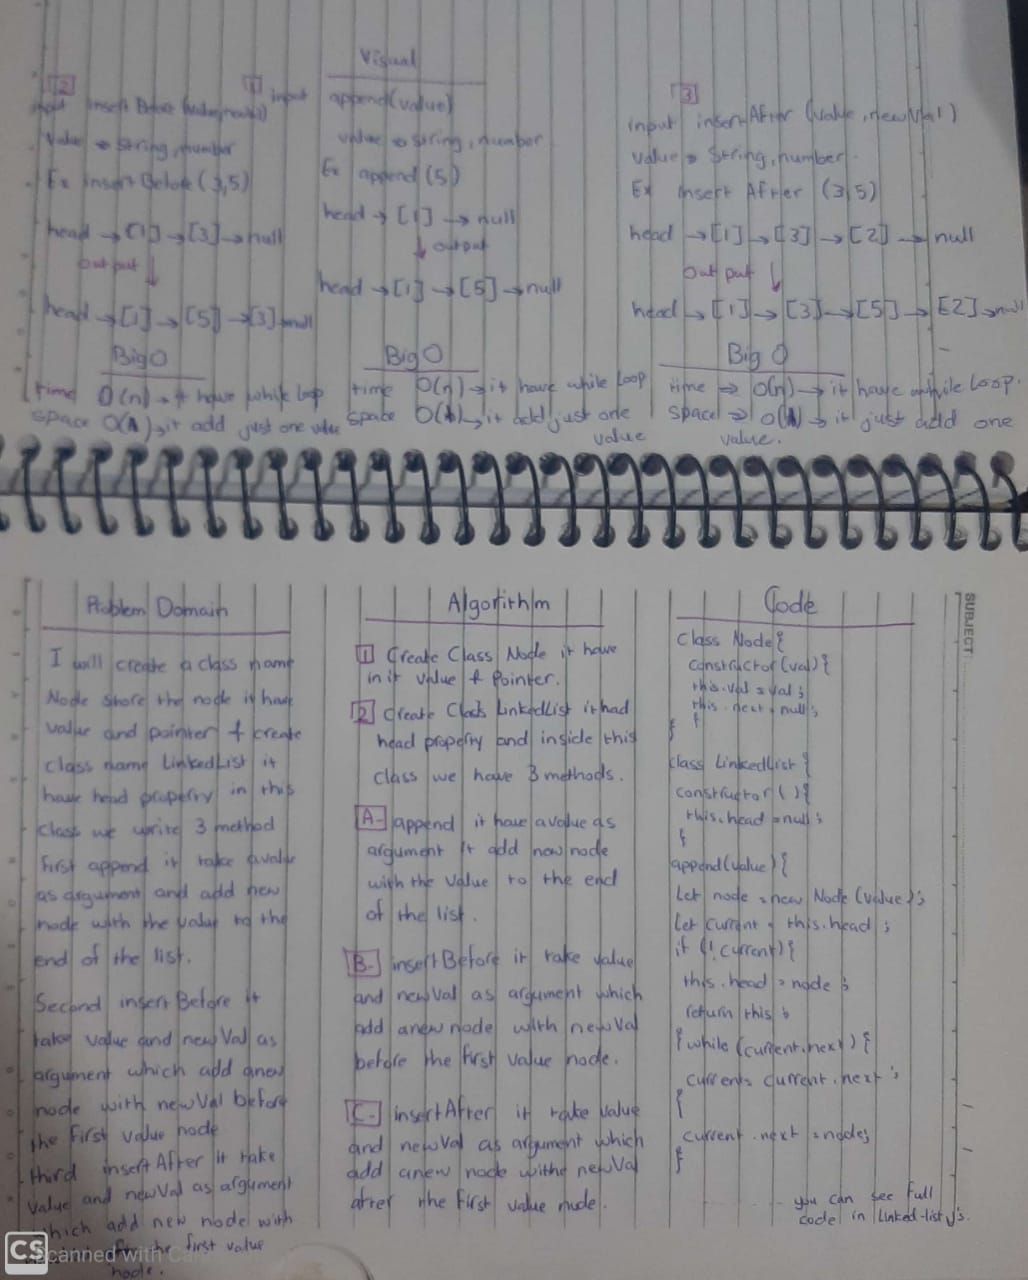 Visual
[2]
input insert Before (value,newVal)
Value → string,number
Ex insert Before (3,5)
head → [1] → [3] → null
output ↓
head → [1] → [5] → [3] → null
Big O
time O(n) → it have while loop
space O(1) → it add just one value
1 input append(value)
value → string, number
Ex append (5)
head → [1] → null
↓ output
head → [1] → [5] → null
Big O
time O(n) → it have while loop
space O(1) → it add just one
value
[3]
input insertAfter (value, newVal)
value → string, number.
Ex insert After (3,5)
head → [1] → [3] → [2] → null
out put ↓
head → [1] → [3] → [5] → [2] → null
Big O
time ⇒ O(n) → it have while loop.
space ⇒ O(1) → it just add one
value.
SUBJECT:
Problem Domain
I will create a class name
Node store the node it have
value and pointer & create
class name LinkedList it
have head property in this
class we write 3 method
first append it take a value
as argument and add new
node with the value to the
end of the list.
Second insert Before it
take value and new Val as
argument which add anew
node with newVal before
the first value node
third insert After it take
value and newVal as argument
which add new node with
the first value
node.
Algorithm
[1] Create Class Node it have
in it value & Pointer.
[2] Create Class LinkedList it had
head property and inside this
class we have 3 methods.
[A-] append it have avalue as
argument it add new node
with the value to the end
of the list.
[B-] insertBefore it take value
and newVal as argument which
add anew node with newVal
before the first value node.
[C-] insertAfter it take value
and newVal as argument which
add anew node withe newVal
after the first value node.
Code
Class Node{
constructor(val){
this.val = val;
this.next = null;
}
}
class LinkedList {
constructor(){
this.head = null;
}
append(value){
Let node = new Node (value);
Let current = this.head;
if (!current){
this.head = node;
return this;
} while (current.next) {
current = current.next;
}
current.next = node;
}
you can see full
code in linked-list js.
CS
Scanned with Ca